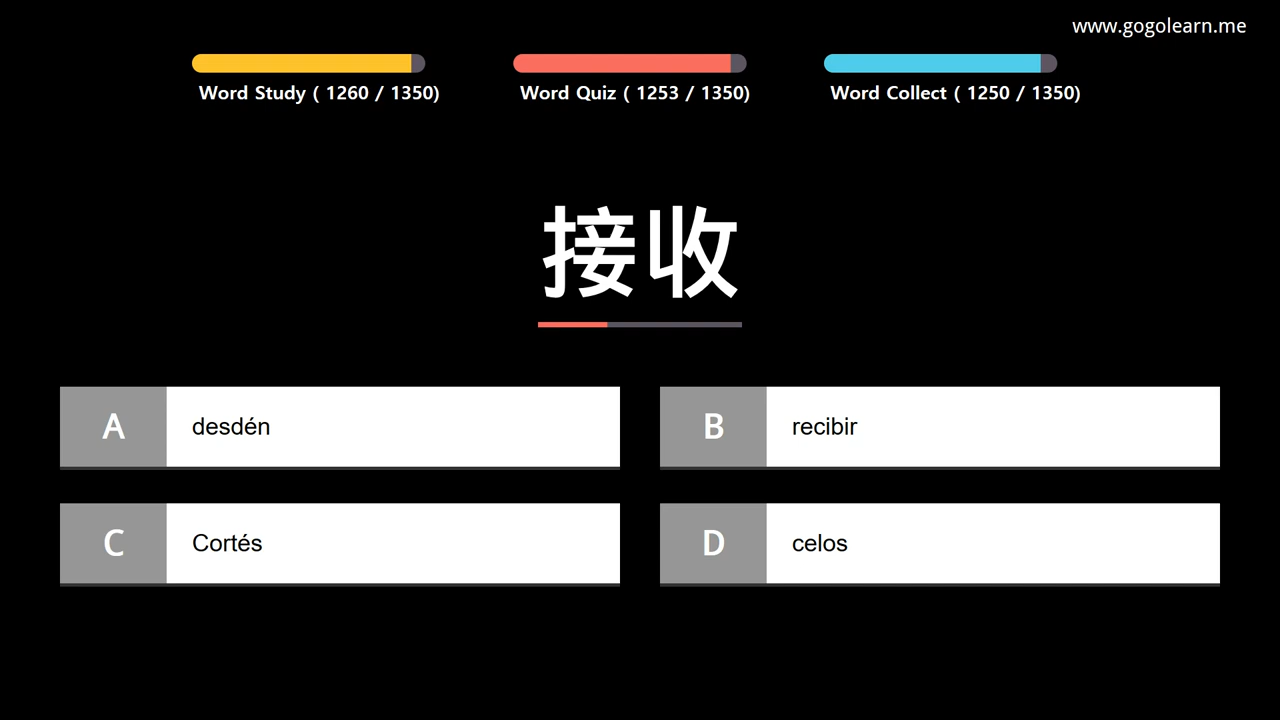 www.gogolearn.me
Word Study ( 1260 / 1350)
Word Quiz ( 1253 / 1350)
Word Collect ( 1250 / 1350)
接收
A desdén
B recibir
C Cortés
D celos